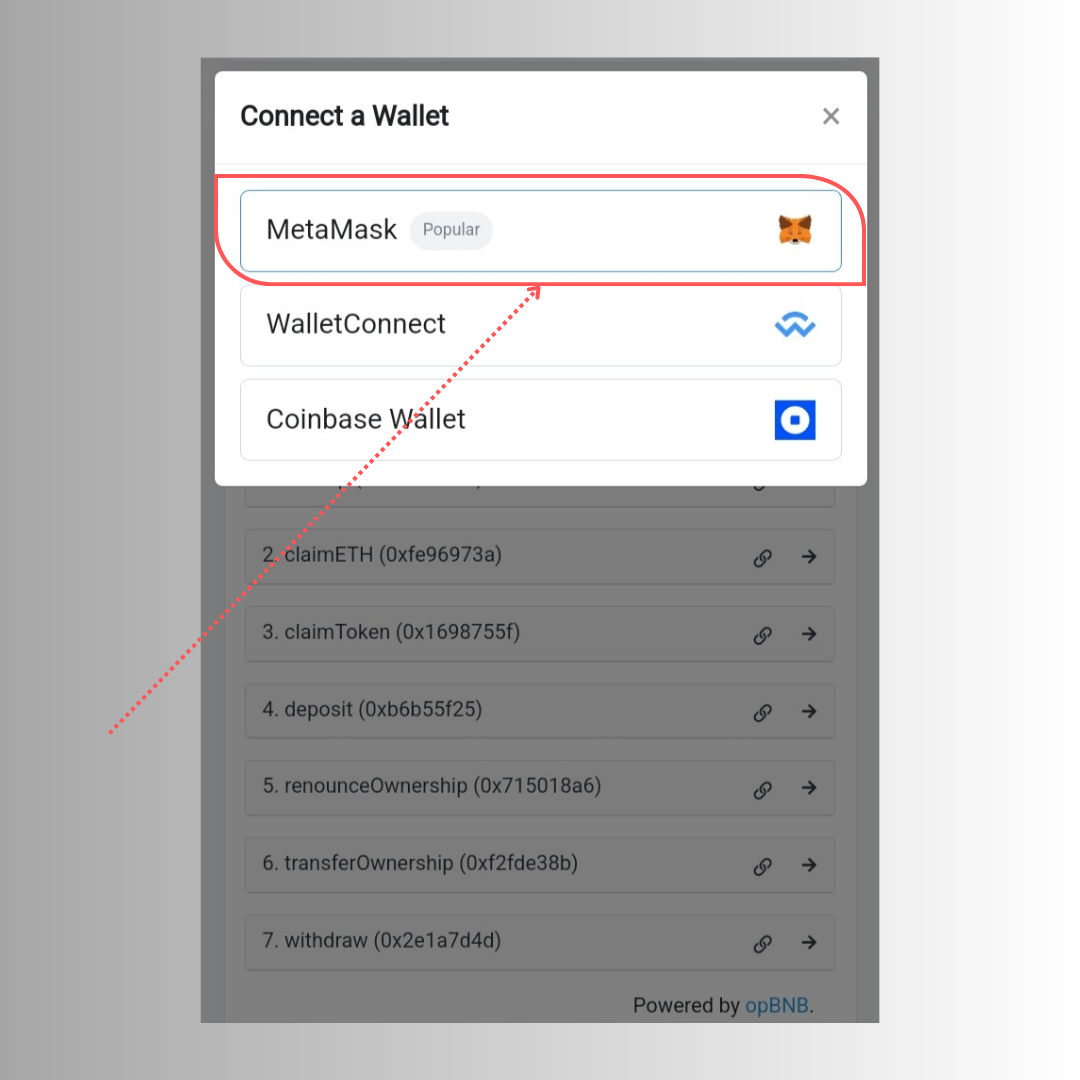 Connect a Wallet
MetaMask Popular
WalletConnect
Coinbase Wallet
2. claimETH (0xfe96973a)
3. claimToken (0x1698755f)
4. deposit (0xb6b55f25)
5. renounceOwnership (0x715018a6)
6. transferOwnership (0xf2fde38b)
7. withdraw (0x2e1a7d4d)
Powered by opBNB.